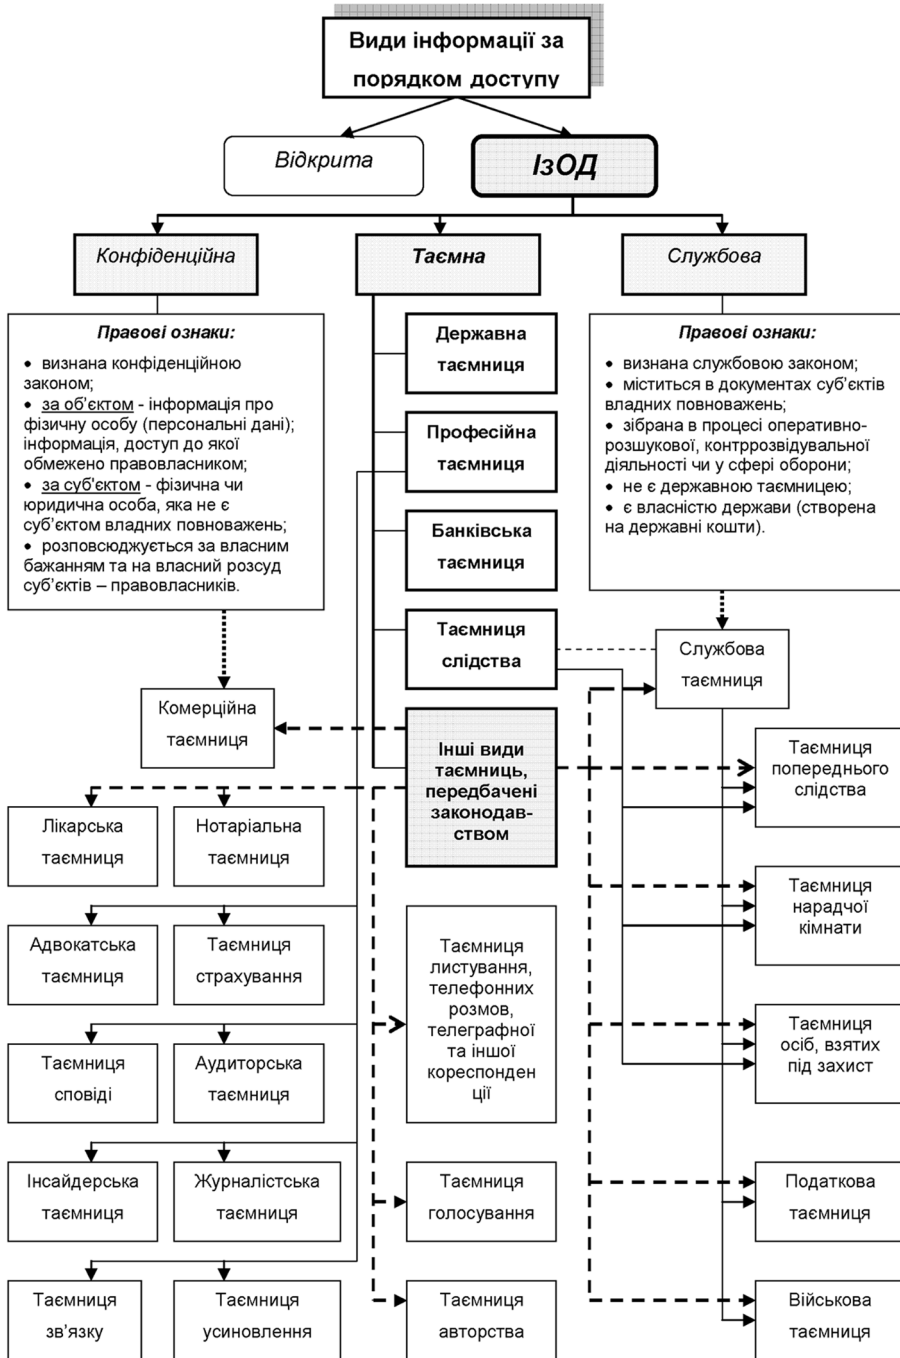 Види інформації за
порядком доступу
Відкрита
ІзОД
Конфіденційна
Таємна
Службова
Правові ознаки:
• визнана конфіденційною
законом;
• за об’єктом - інформація про
фізичну особу (персональні дані);
інформація, доступ до якої
обмежено правовласником;
• за суб'єктом - фізична чи
юридична особа, яка не є
суб’єктом владних повноважень;
• розповсюджується за власним
бажанням та на власний розсуд
суб’єктів – правовласників.
Державна
таємниця
Професійна
таємниця
Банківська
таємниця
Таємниця
слідства
Правові ознаки:
• визнана службовою законом;
• міститься в документах суб’єктів
владних повноважень;
• зібрана в процесі оперативно-
розшукової, контррозвідувальної
діяльності чи у сфері оборони;
• не є державною таємницею;
• є власністю держави (створена
на державні кошти).
Службова
таємниця
Комерційна
таємниця
Інші види
таємниць,
передбачені
законодав-
ством
Таємниця
попереднього
слідства
Лікарська
таємниця
Нотаріальна
таємниця
Таємниця
нарадчої
кімнати
Адвокатська
таємниця
Таємниця
страхування
Таємниця
листування,
телефонних
розмов,
телеграфної
та іншої
кореспонден
ції
Таємниця
осіб, взятих
під захист
Таємниця
сповіді
Аудиторська
таємниця
Інсайдерська
таємниця
Журналістська
таємниця
Таємниця
голосування
Податкова
таємниця
Таємниця
зв’язку
Таємниця
усиновлення
Таємниця
авторства
Військова
таємниця